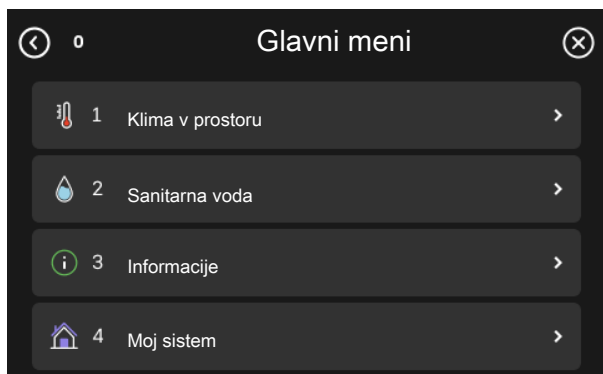 0 Glavni meni
1 Klima v prostoru
2 Sanitarna voda
3 Informacije
4 Moj sistem